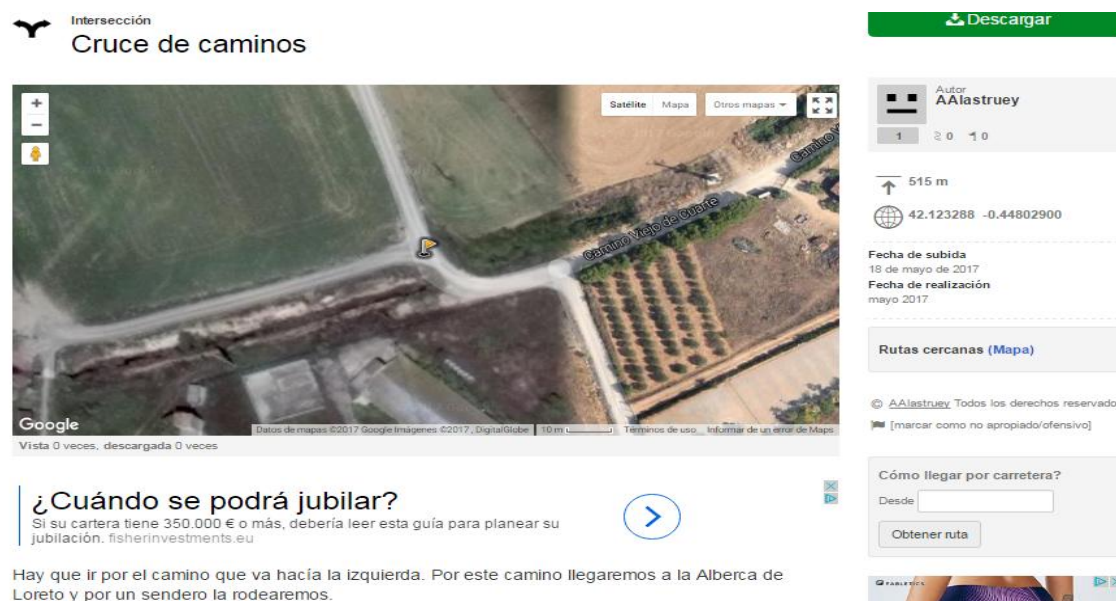 Intersección
Cruce de caminos
Descargar
+
−
Satélite Mapa Otros mapas
Camino Viejo de Cuarte
Camino V
Google
Datos de mapas ©2017 Google Imágenes ©2017 , DigitalGlobe 10 m Términos de uso Informar de un error de Maps
Vista 0 veces, descargada 0 veces
Autor
AAlastruey
1 0 0
515 m
42.123288 -0.44802900
Fecha de subida
18 de mayo de 2017
Fecha de realización
mayo 2017
Rutas cercanas (Mapa)
© AAlastruey Todos los derechos reservado
[marcar como no apropiado/ofensivo]
¿Cuándo se podrá jubilar?
Si su cartera tiene 350.000 € o más, debería leer esta guía para planear su
jubilación. fisherinvestments.eu
Cómo llegar por carretera?
Desde
Obtener ruta
Hay que ir por el camino que va hacía la izquierda. Por este camino llegaremos a la Alberca de
Loreto y por un sendero la rodearemos.
FABLETICS